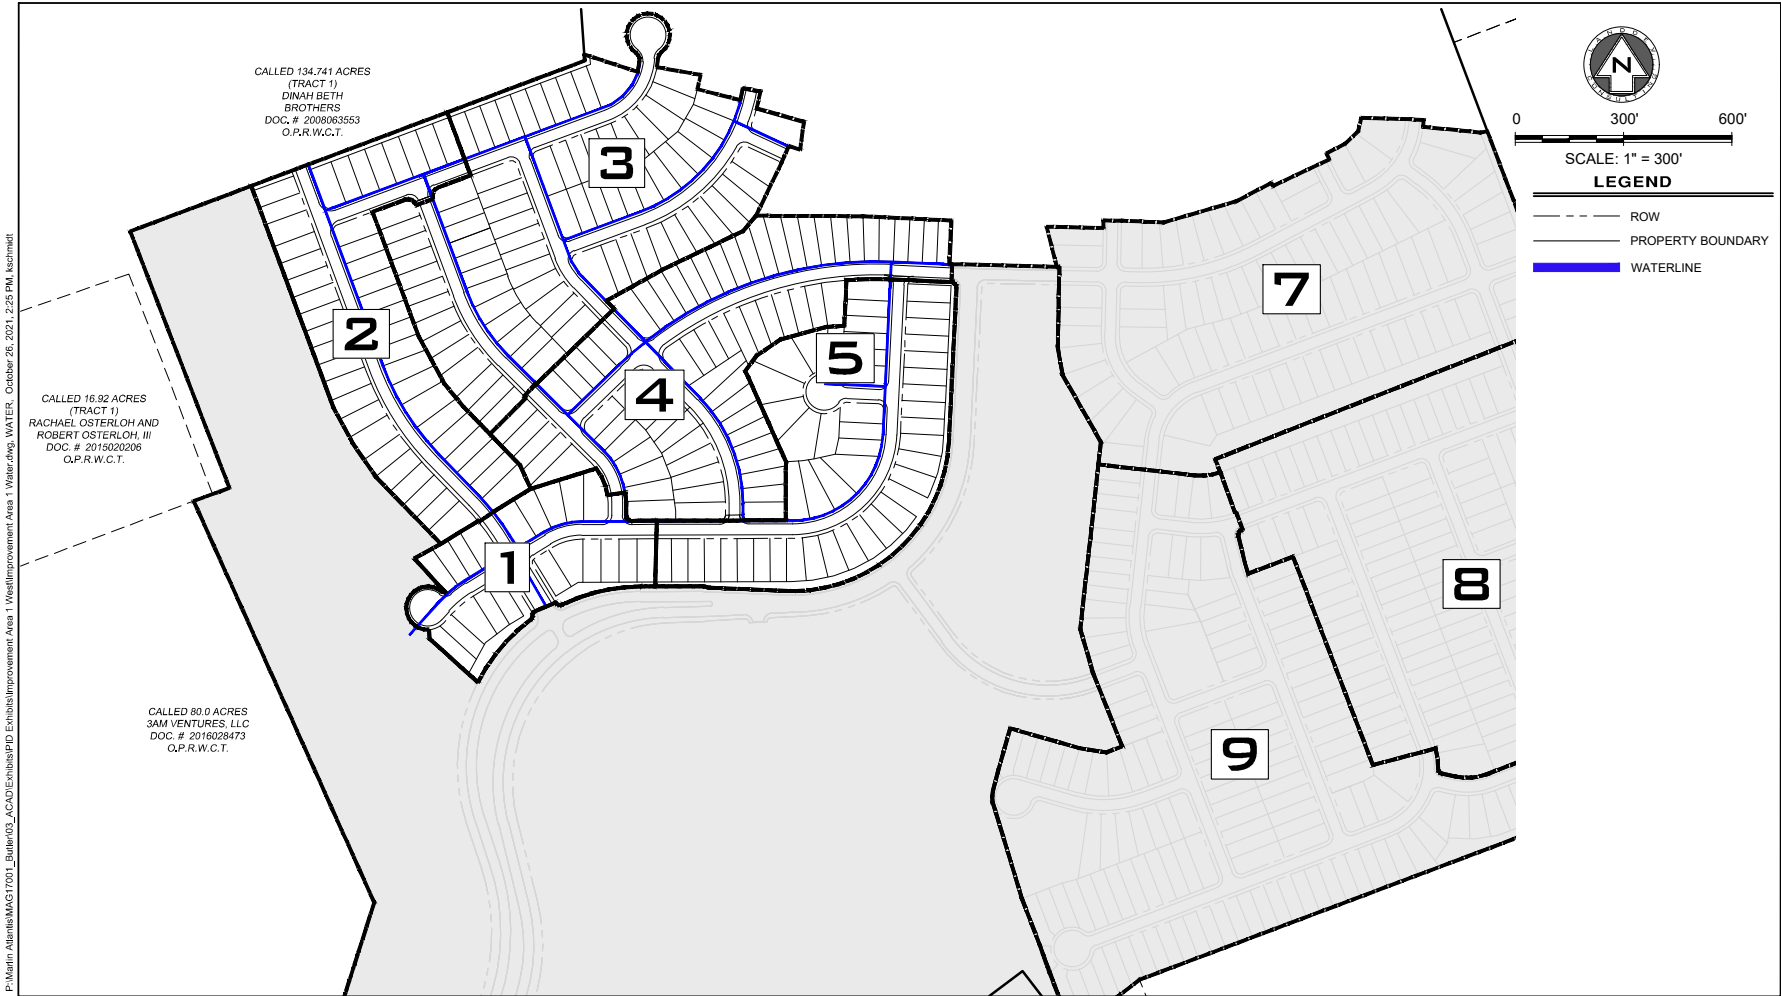 CALLED 134.741 ACRES
(TRACT 1)
DINAH BETH
BROTHERS
DOC. # 2008063553
O.P.R.W.C.T.
CALLED 16.92 ACRES
(TRACT 1)
RACHAEL OSTERLOH AND
ROBERT OSTERLOH, III
DOC. # 2015020206
O.P.R.W.C.T.
CALLED 80.0 ACRES
3AM VENTURES, LLC
DOC. # 2016028473
O.P.R.W.C.T.
P:\Marlin Atlantis\MAG17001_Butler\03_ACAD\Exhibits\PID Exhibits\Improvement Area 1 West\Improvement Area 1 Water.dwg, WATER, October 26, 2021, 2:25 PM, kschmidt
3
2
5
4
1
7
8
9
N
0 300' 600'
SCALE: 1" = 300'
LEGEND
ROW
PROPERTY BOUNDARY
WATERLINE